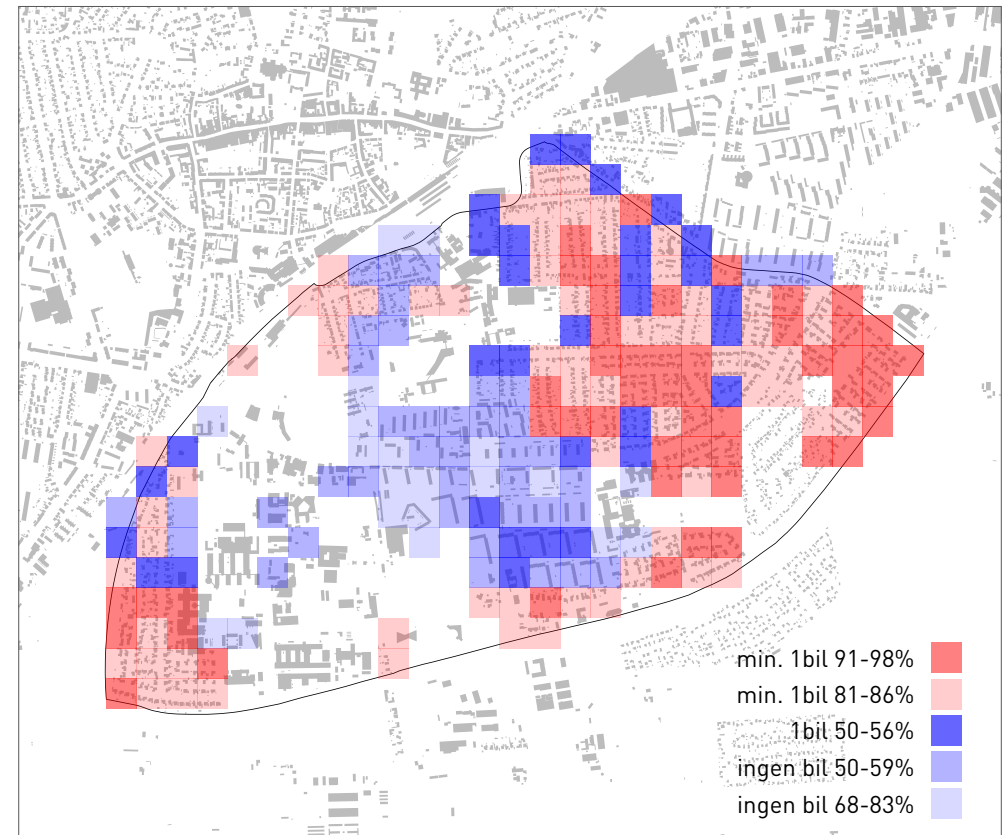 min. 1bil 91-98%
min. 1bil 81-86%
1bil 50-56%
ingen bil 50-59%
ingen bil 68-83%